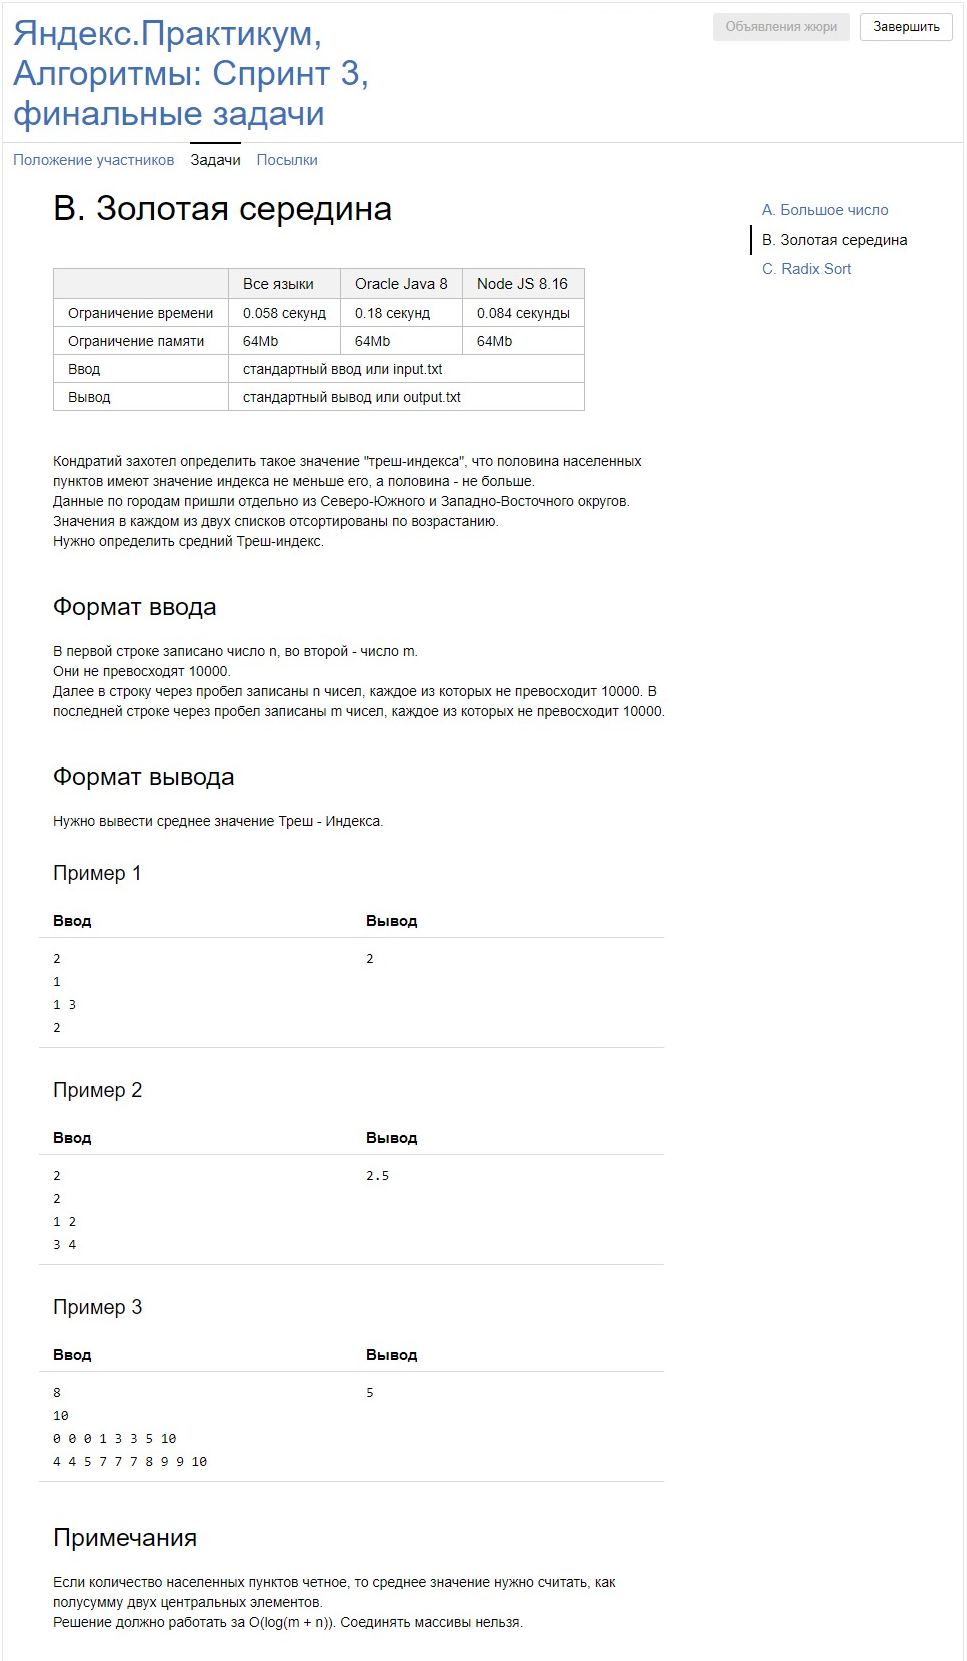 Яндекс.Практикум,
Алгоритмы: Спринт 3,
финальные задачи
Объявления жюри
Завершить
Положение участников Задачи Посылки
B. Золотая середина
A. Большое число
B. Золотая середина
C. Radix Sort
Все языки Oracle Java 8 Node JS 8.16
Ограничение времени 0.058 секунд 0.18 секунд 0.084 секунды
Ограничение памяти 64Mb 64Mb 64Mb
Ввод стандартный ввод или input.txt
Вывод стандартный вывод или output.txt
Кондратий захотел определить такое значение "треш-индекса", что половина населенных
пунктов имеют значение индекса не меньше его, а половина - не больше.
Данные по городам пришли отдельно из Северо-Южного и Западно-Восточного округов.
Значения в каждом из двух списков отсортированы по возрастанию.
Нужно определить средний Треш-индекс.
Формат ввода
В первой строке записано число n, во второй - число m.
Они не превосходят 10000.
Далее в строку через пробел записаны n чисел, каждое из которых не превосходит 10000. В
последней строке через пробел записаны m чисел, каждое из которых не превосходит 10000.
Формат вывода
Нужно вывести среднее значение Треш - Индекса.
Пример 1
Ввод Вывод
2 2
1
1 3
2
Пример 2
Ввод Вывод
2 2.5
2
1 2
3 4
Пример 3
Ввод Вывод
8 5
10
0 0 0 1 3 3 5 10
4 4 5 7 7 7 8 9 9 10
Примечания
Если количество населенных пунктов четное, то среднее значение нужно считать, как
полусумму двух центральных элементов.
Решение должно работать за O(log(m + n)). Соединять массивы нельзя.